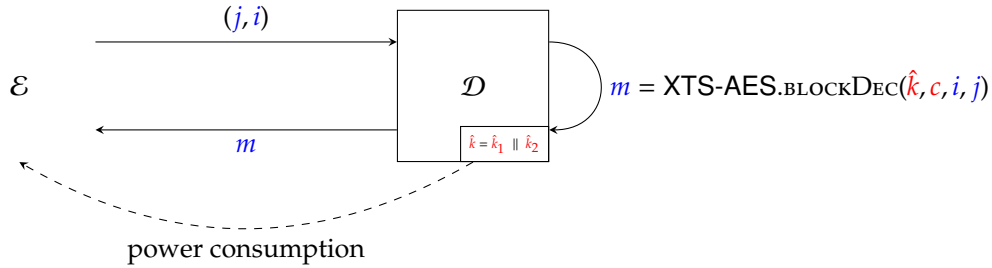 (j, i)
ℰ
𝒟
m = XTS-AES.BLOCKDEC(k̂, c, i, j)
m
k̂ = k̂₁ ∥ k̂₂
power consumption